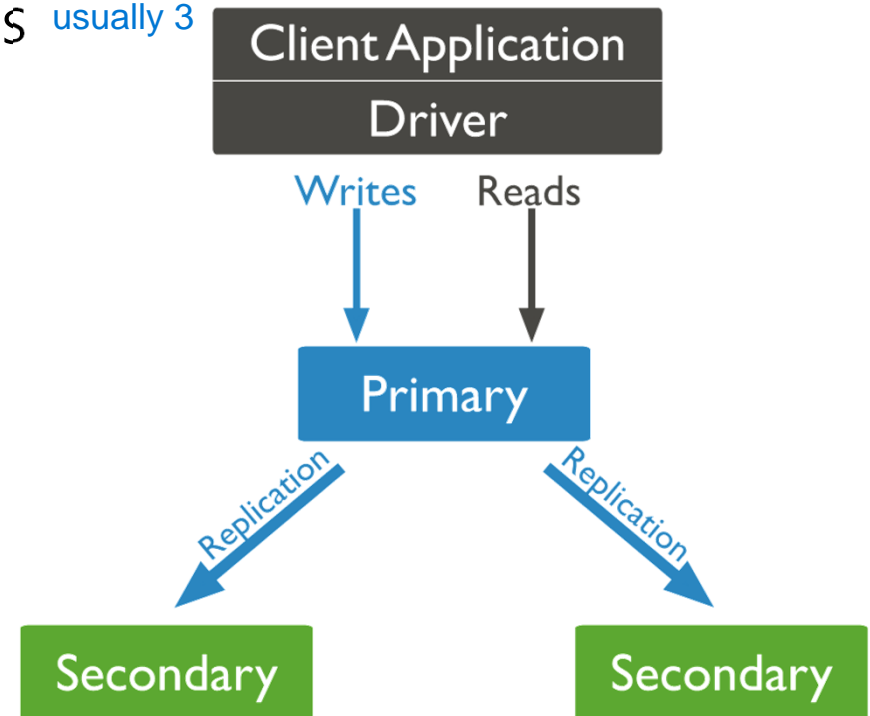 s usually 3
Client Application
Driver
Writes Reads
Primary
Replication Replication
Secondary Secondary